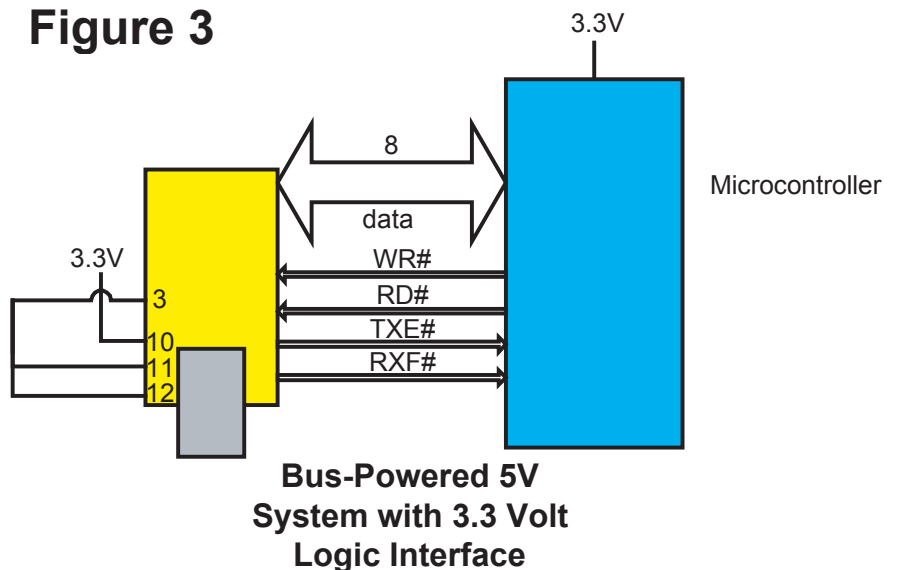 Figure 3
3.3V
8
Microcontroller
data
WR#
3.3V
RD#
3
TXE#
10
RXF#
11
12
Bus-Powered 5V
System with 3.3 Volt
Logic Interface